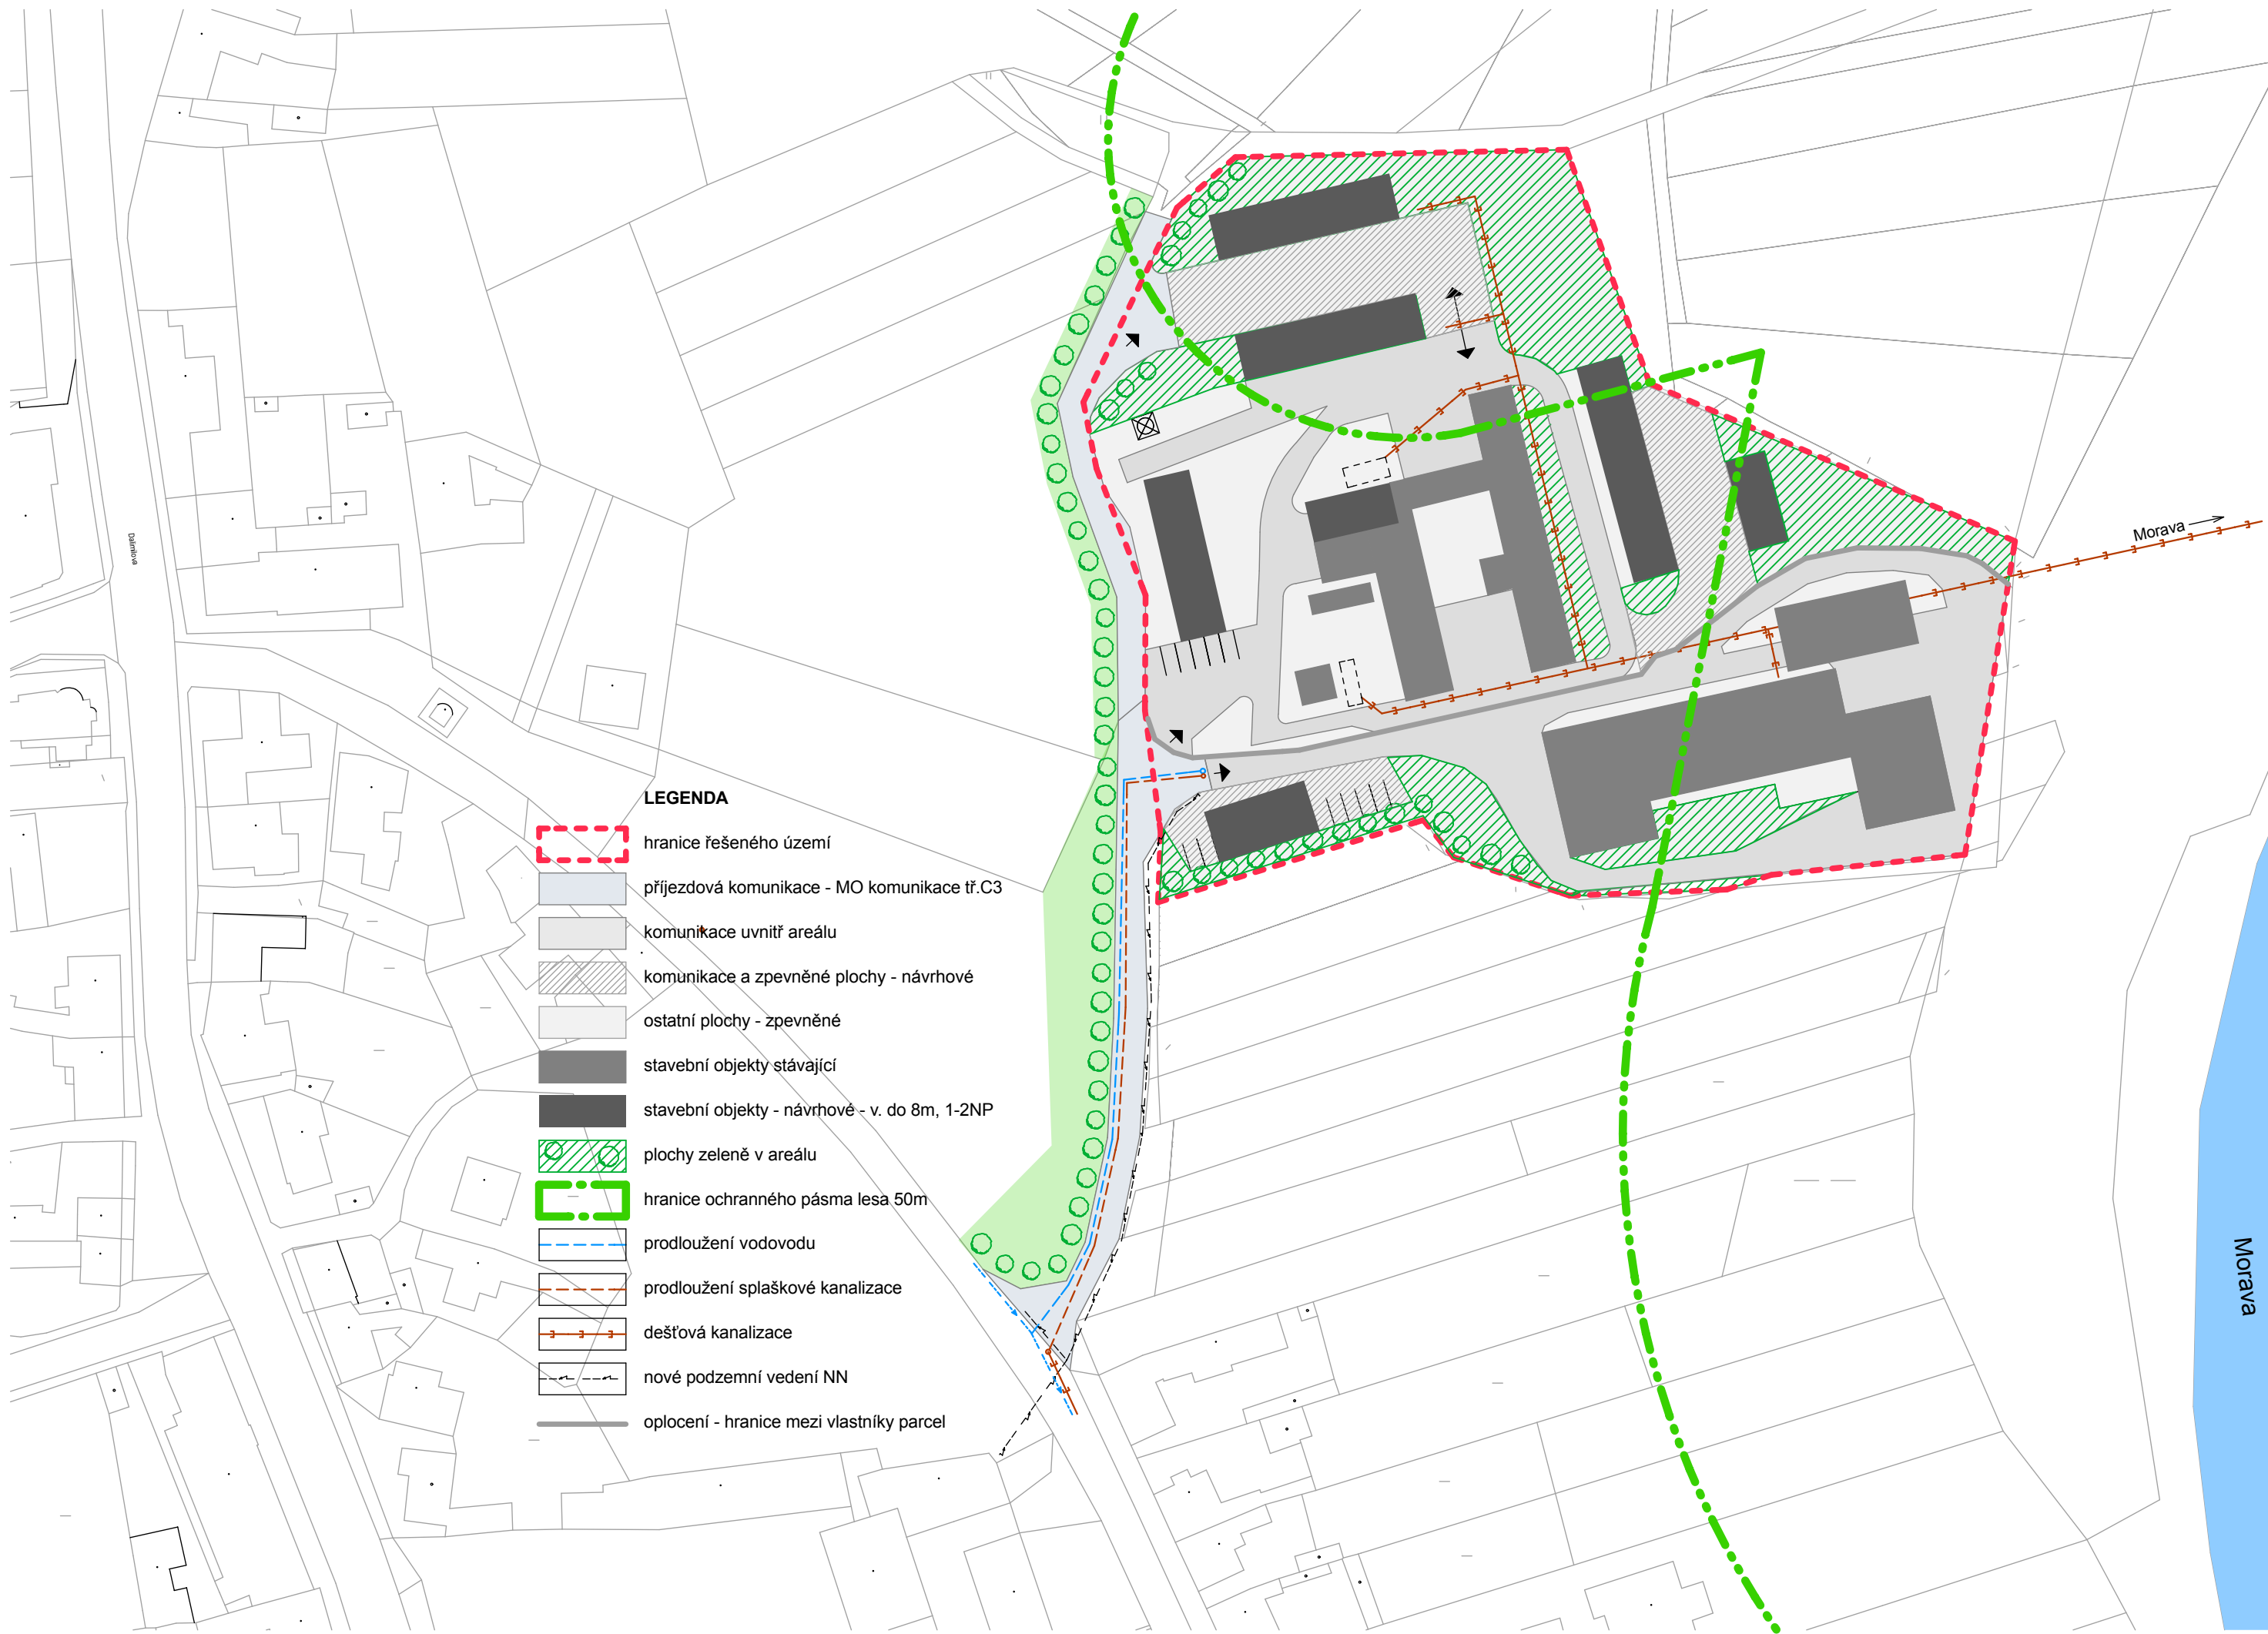 Dalimilova
Morava
LEGENDA
hranice řešeného území
příjezdová komunikace - MO komunikace tř.C3
komunikace uvnitř areálu
komunikace a zpevněné plochy - návrhové
ostatní plochy - zpevněné
stavební objekty stávající
stavební objekty - návrhové - v. do 8m, 1-2NP
plochy zeleně v areálu
hranice ochranného pásma lesa 50m
prodloužení vodovodu
prodloužení splaškové kanalizace
dešťová kanalizace
nové podzemní vedení NN
oplocení - hranice mezi vlastníky parcel
Morava